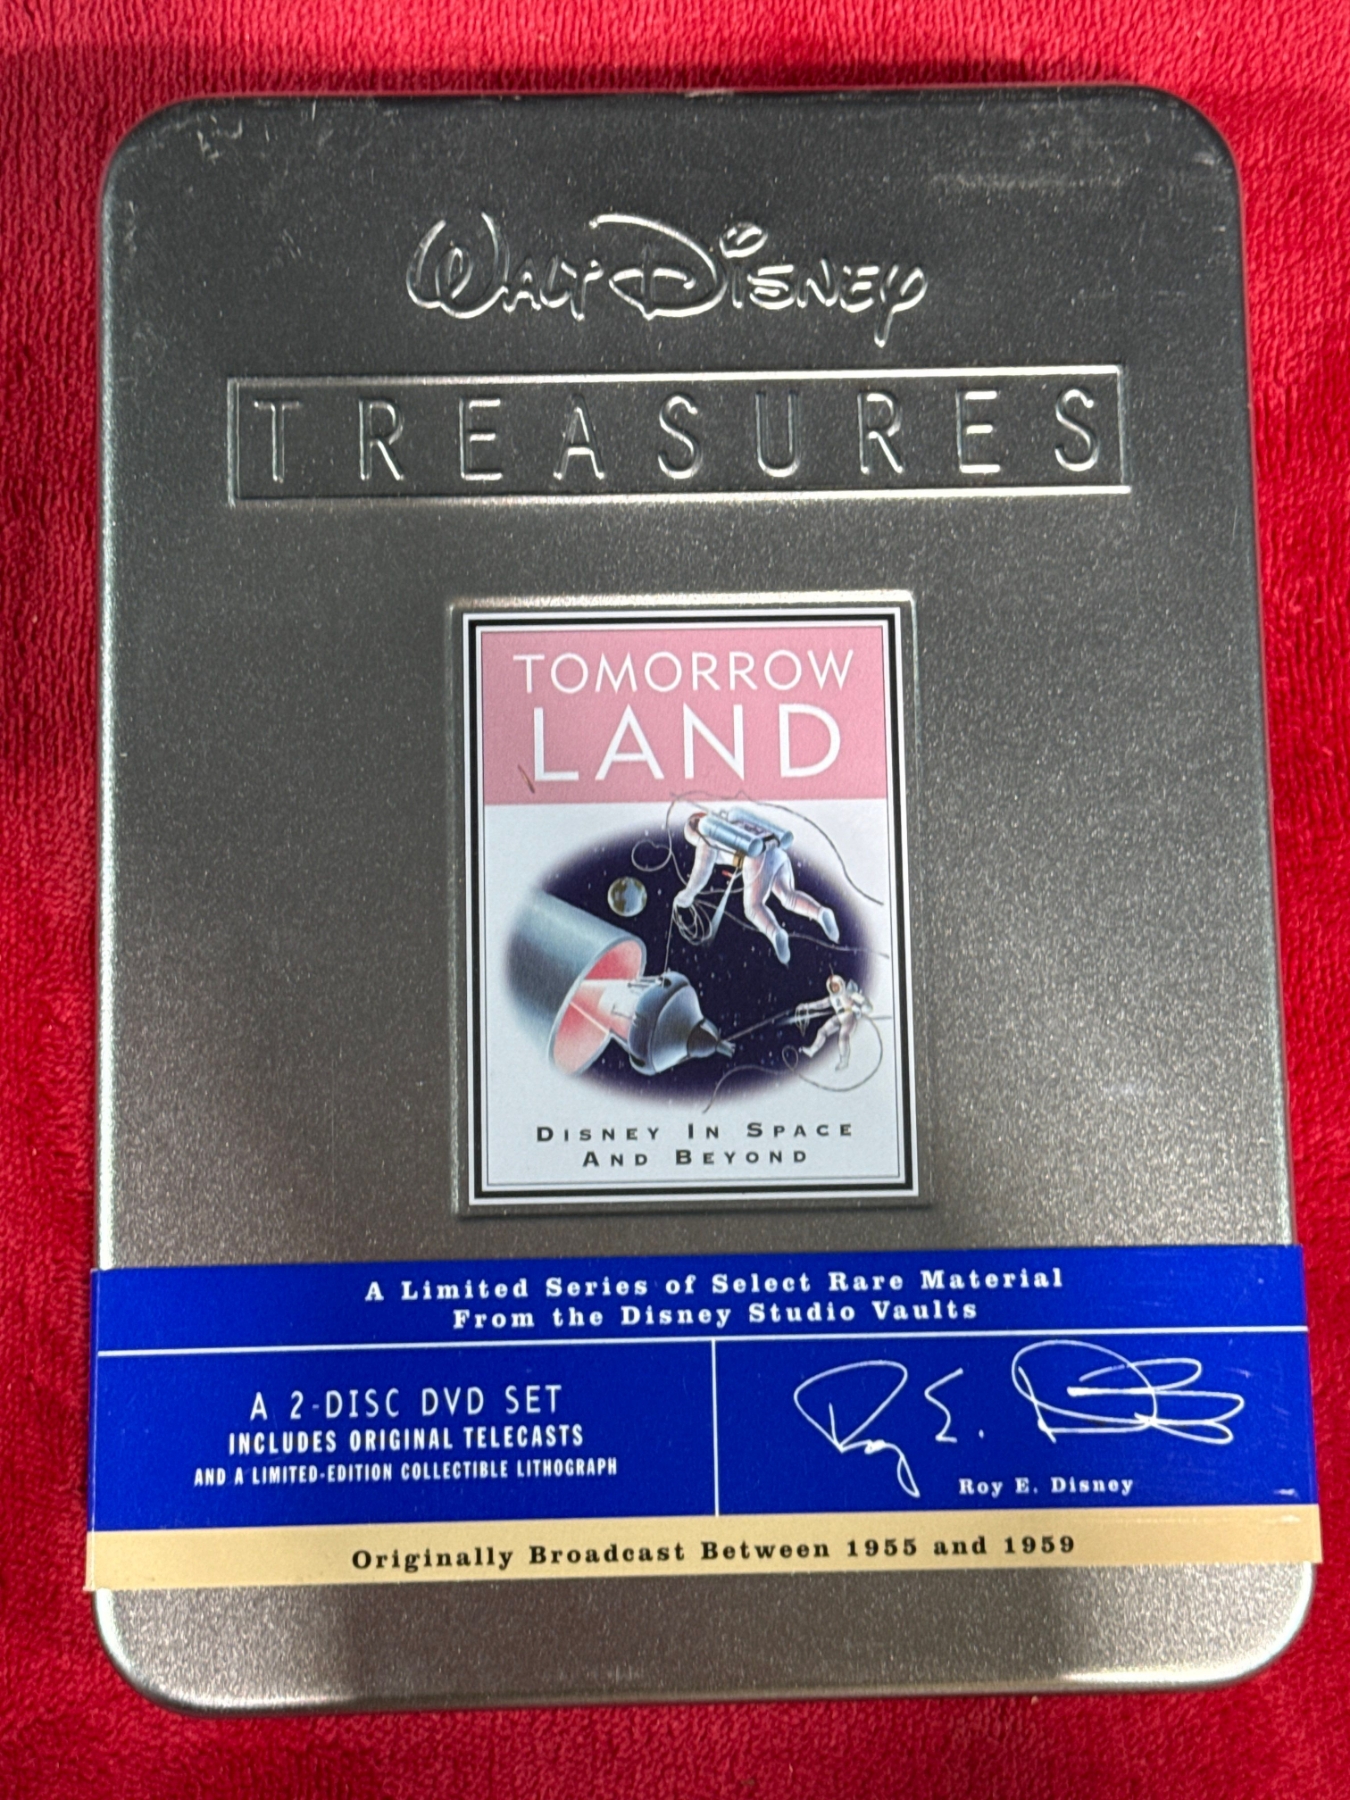 WALT DISNEY
TREASURES
TOMORROW
LAND
DISNEY IN SPACE
AND BEYOND
A Limited Series of Select Rare Material
From the Disney Studio Vaults
A 2-DISC DVD SET
INCLUDES ORIGINAL TELECASTS
AND A LIMITED-EDITION COLLECTIBLE LITHOGRAPH
Roy E. Disney
Roy E. Disney
Originally Broadcast Between 1955 and 1959